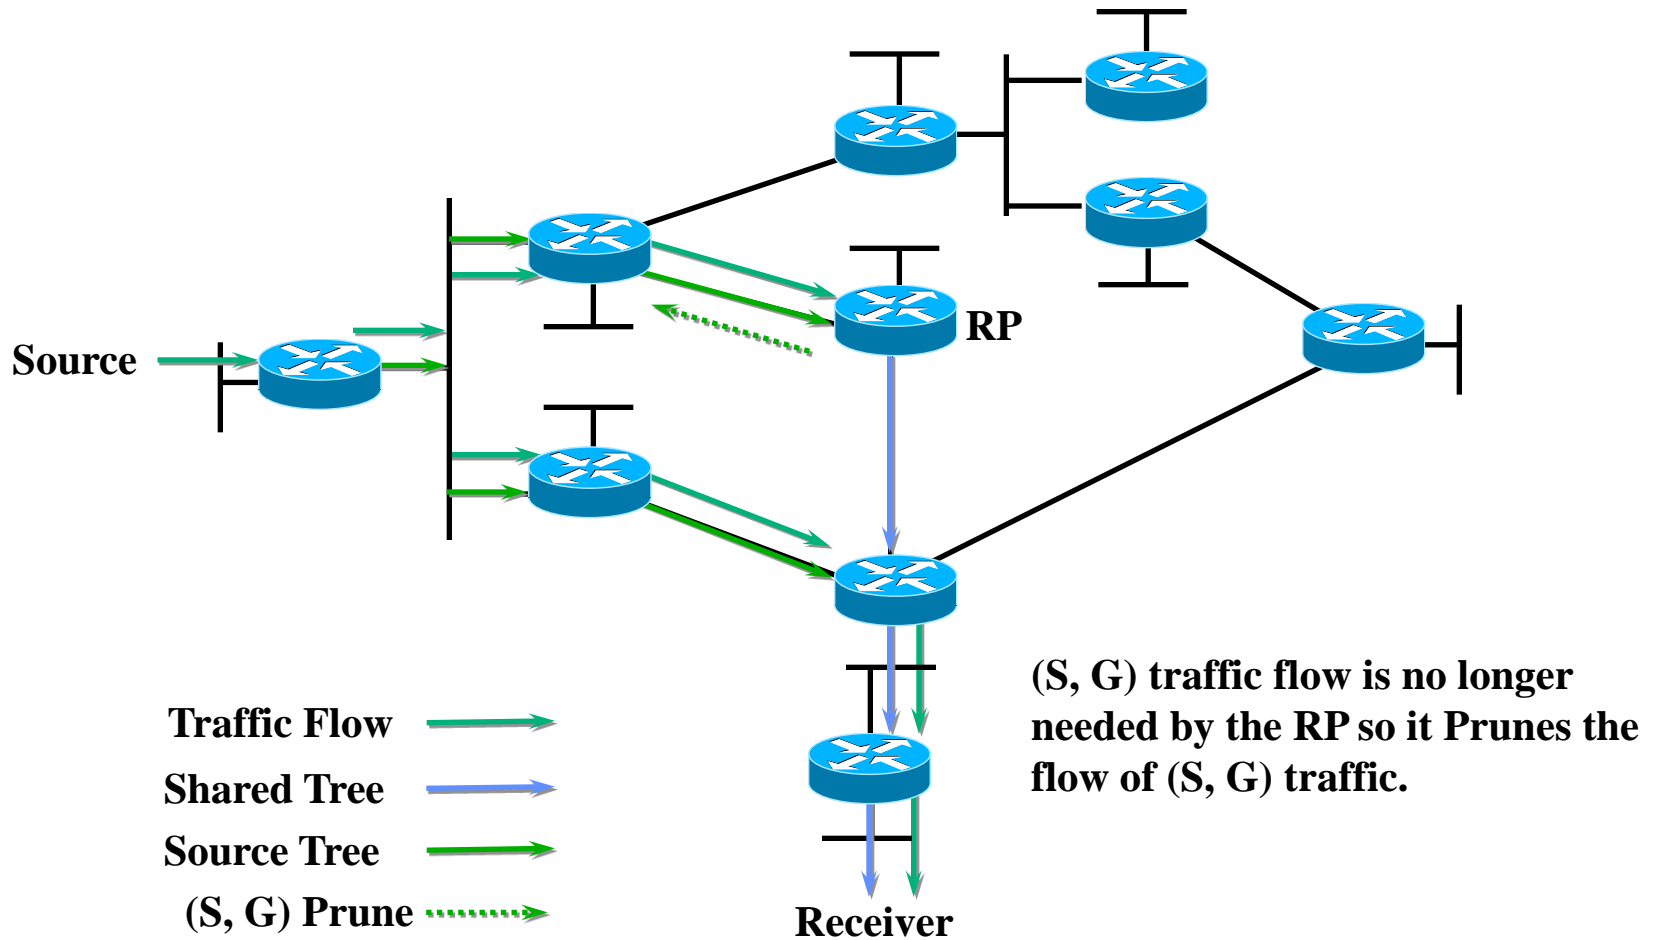 RP
Source
(S, G) traffic flow is no longer
needed by the RP so it Prunes the
flow of (S, G) traffic.
Traffic Flow
Shared Tree
Source Tree
(S, G) Prune
Receiver